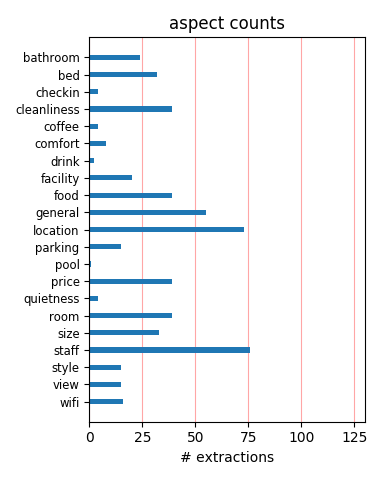 aspect counts
bathroom
bed
checkin
cleanliness
coffee
comfort
drink
facility
food
general
location
parking
pool
price
quietness
room
size
staff
style
view
wifi
0 25 50 75 100 125
# extractions